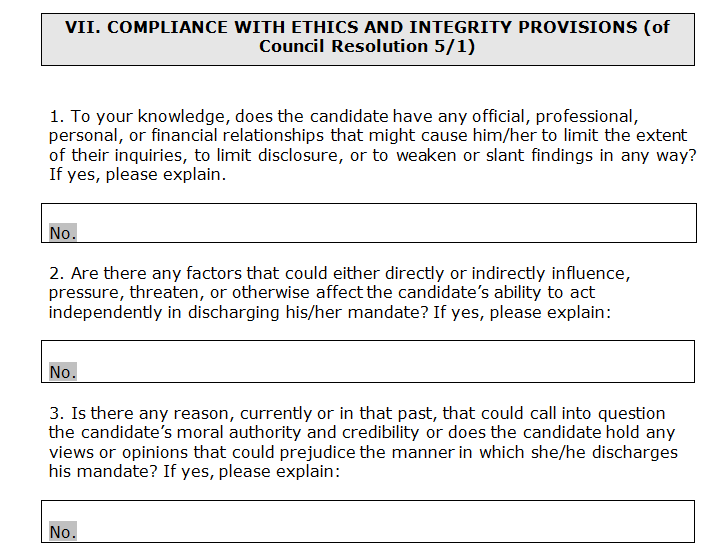 VII. COMPLIANCE WITH ETHICS AND INTEGRITY PROVISIONS (of
Council Resolution 5/1)
1. To your knowledge, does the candidate have any official, professional,
personal, or financial relationships that might cause him/her to limit the extent
of their inquiries, to limit disclosure, or to weaken or slant findings in any way?
If yes, please explain.
No.
2. Are there any factors that could either directly or indirectly influence,
pressure, threaten, or otherwise affect the candidate’s ability to act
independently in discharging his/her mandate? If yes, please explain:
No.
3. Is there any reason, currently or in that past, that could call into question
the candidate’s moral authority and credibility or does the candidate hold any
views or opinions that could prejudice the manner in which she/he discharges
his mandate? If yes, please explain:
No.